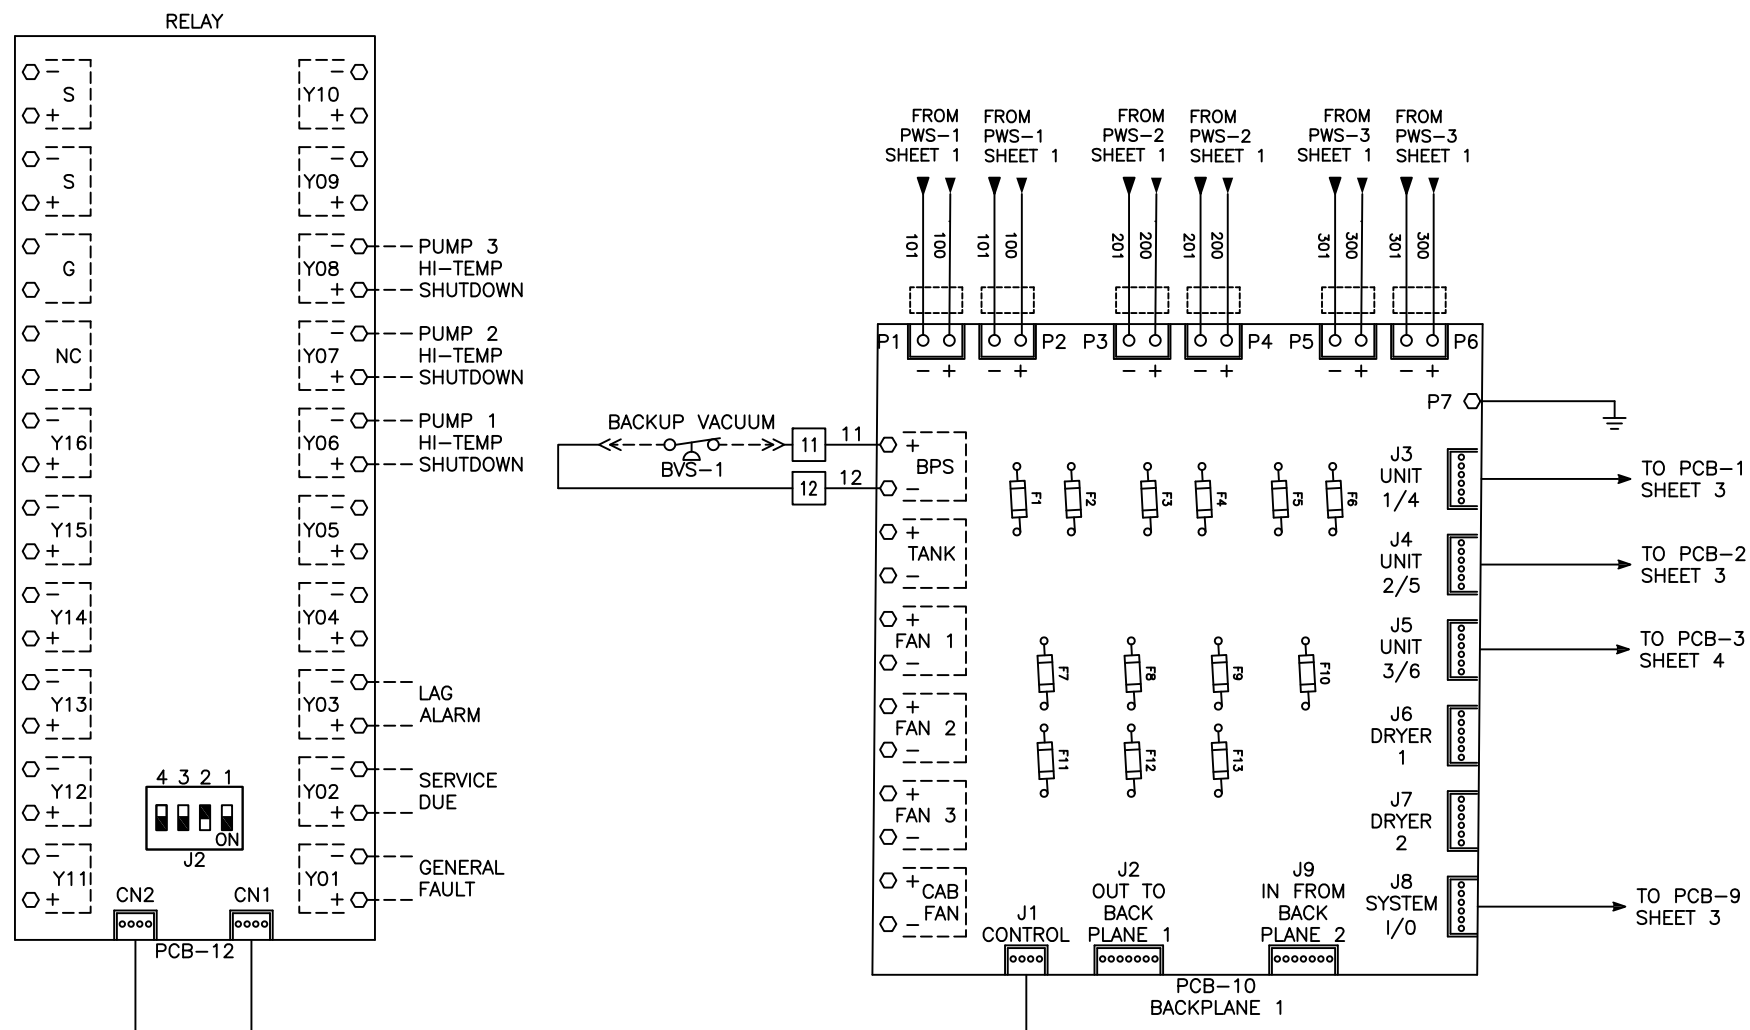 RELAY
−
S
+
−
S
+
−
G
+
−
NC
+
−
Y16
+
−
Y15
+
−
Y14
+
−
Y13
+
−
Y12
+
−
Y11
+
−
Y10
+
−
Y09
+
−
Y08
+
−
Y07
+
−
Y06
+
−
Y05
+
−
Y04
+
−
Y03
+
−
Y02
+
−
Y01
+
PUMP 3
HI−TEMP
SHUTDOWN
PUMP 2
HI−TEMP
SHUTDOWN
PUMP 1
HI−TEMP
SHUTDOWN
LAG
ALARM
SERVICE
DUE
GENERAL
FAULT
4 3 2 1
ON
J2
CN2
CN1
PCB−12
BACKUP VACUUM
BVS−1
11
11
12
12
FROM
PWS−1
SHEET 1
FROM
PWS−1
SHEET 1
FROM
PWS−2
SHEET 1
FROM
PWS−2
SHEET 1
FROM
PWS−3
SHEET 1
FROM
PWS−3
SHEET 1
101
100
101
100
201
200
201
200
301
300
301
300
P1
P2
P3
P4
P5
P6
− +
− +
− +
− +
− +
− +
P7
+
BPS
−
+
TANK
−
+
FAN 1
−
+
FAN 2
−
+
FAN 3
−
+
CAB
FAN
−
F1
F2
F3
F4
F5
F6
F7
F8
F9
F10
F11
F12
F13
J3
UNIT
1/4
J4
UNIT
2/5
J5
UNIT
3/6
J6
DRYER
1
J7
DRYER
2
J8
SYSTEM
I/O
TO PCB−1
SHEET 3
TO PCB−2
SHEET 3
TO PCB−3
SHEET 4
TO PCB−9
SHEET 3
J1
CONTROL
J2
OUT TO
BACK
PLANE 1
J9
IN FROM
BACK
PLANE 2
PCB−10
BACKPLANE 1